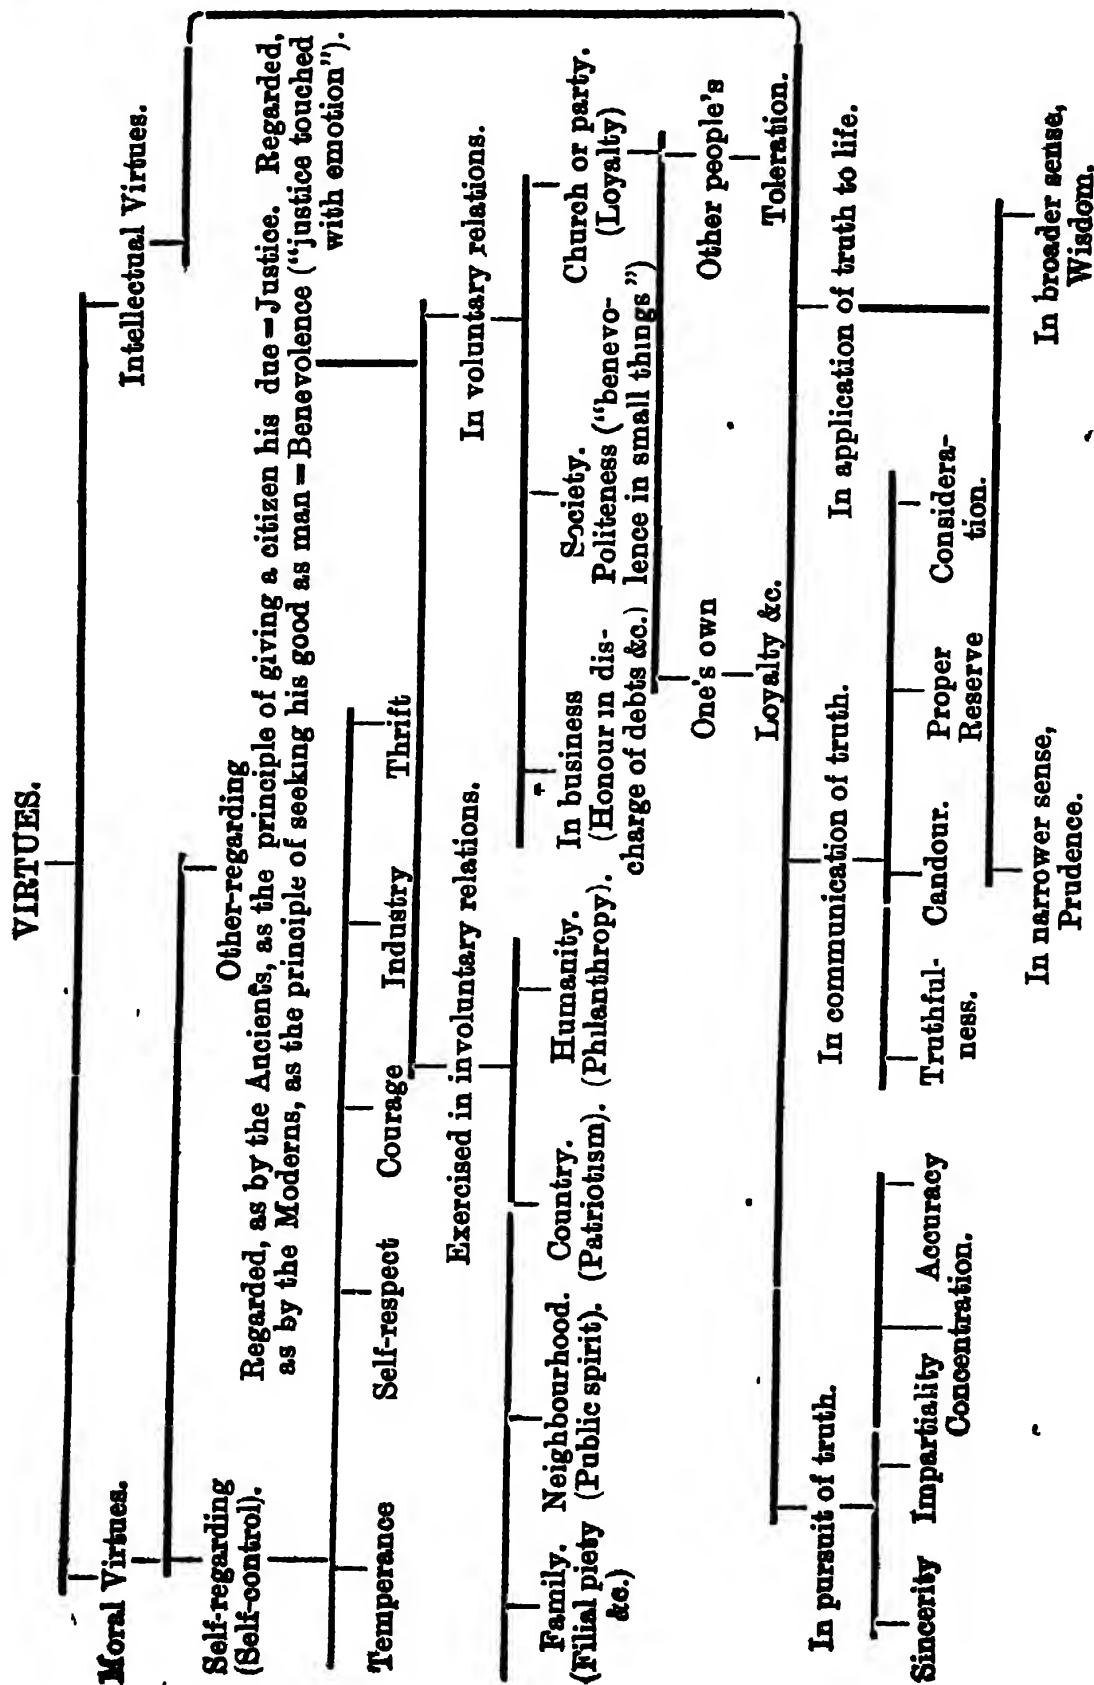 VIRTUES.
Moral Virtues.
Intellectual Virtues.
Self-regarding
(Self-control).
Other-regarding
Regarded, as by the Ancients, as the principle of giving a citizen his due = Justice. Regarded,
as by the Moderns, as the principle of seeking his good as man = Benevolence ("justice touched
with emotion").
Temperance
Self-respect
Courage
Industry
Thrift
Exercised in involuntary relations.
In voluntary relations.
Family.
(Filial piety
&c.)
Neighbourhood.
(Public spirit).
Country.
(Patriotism).
Humanity.
(Philanthropy).
In business
(Honour in dis-
charge of debts &c.)
Society.
Politeness ("benevo-
lence in small things")
Church or party.
(Loyalty)
One's own
Other people's
Loyalty &c.
Toleration.
In pursuit of truth.
In communication of truth.
In application of truth to life.
Sincerity
Impartiality
Concentration.
Accuracy
Truthful-
ness.
Candour.
Proper
Reserve
Considera-
tion.
In narrower sense,
Prudence.
In broader sense,
Wisdom.